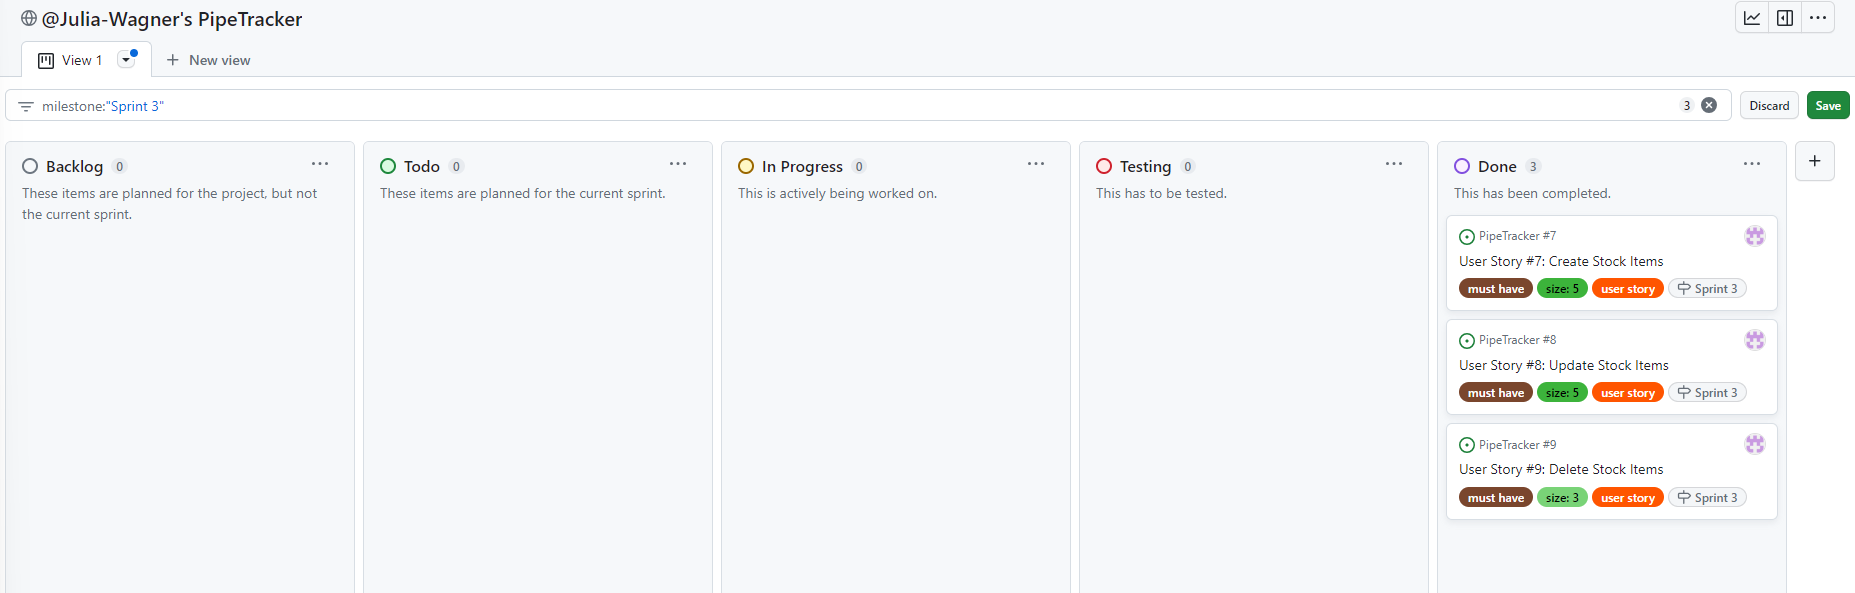 @Julia-Wagner's PipeTracker
View 1
New view
milestone:"Sprint 3"
3
Discard
Save
Backlog 0
These items are planned for the project, but not
the current sprint.
Todo 0
These items are planned for the current sprint.
In Progress 0
This is actively being worked on.
Testing 0
This has to be tested.
Done 3
This has been completed.
PipeTracker #7
User Story #7: Create Stock Items
must have size: 5 user story Sprint 3
PipeTracker #8
User Story #8: Update Stock Items
must have size: 5 user story Sprint 3
PipeTracker #9
User Story #9: Delete Stock Items
must have size: 3 user story Sprint 3